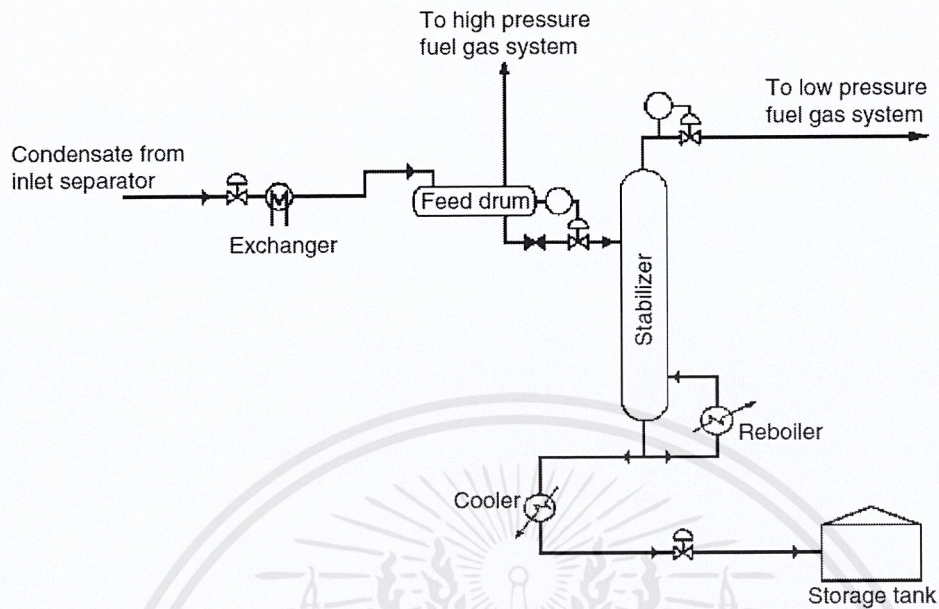 To high pressure
fuel gas system
To low pressure
fuel gas system
Condensate from
inlet separator
Feed drum
Exchanger
Stabilizer
Reboiler
Cooler
Storage tank